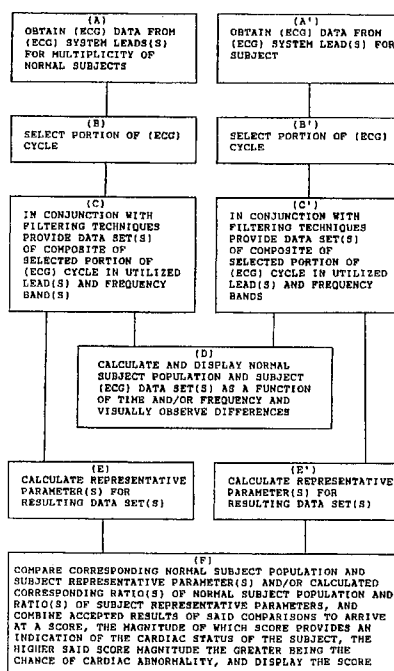 (A)
OBTAIN (ECG) DATA FROM
(ECG) SYSTEM LEADS(S)
FOR MULTIPLICITY OF
NORMAL SUBJECTS
(A')
OBTAIN (ECG) DATA FROM
(ECG) SYSTEM LEAD(S) FOR
SUBJECT
(B)
SELECT PORTION OF (ECG)
CYCLE
(B')
SELECT PORTION OF (ECG)
CYCLE
(C)
IN CONJUNCTION WITH
FILTERING TECHNIQUES
PROVIDE DATA SET(S)
OF COMPOSITE OF
SELECTED PORTION OF
(ECG) CYCLE IN UTILIZED
LEAD(S) AND FREQUENCY
BAND(S)
(C')
IN CONJUNCTION WITH
FILTERING TECHNIQUES
PROVIDE DATA SET(S)
OF COMPOSITE OF
SELECTED PORTION OF
(ECG) CYCLE IN UTILIZED
LEAD(S) AND FREQUENCY
BANDS
(D)
CALCULATE AND DISPLAY NORMAL
SUBJECT POPULATION AND SUBJECT
(ECG) DATA SET(S) AS A FUNCTION
OF TIME AND/OR FREQUENCY AND
VISUALLY OBSERVE DIFFERENCES
(E)
CALCULATE REPRESENTATIVE
PARAMETER(S) FOR
RESULTING DATA SET(S)
(E')
CALCULATE REPRESENTATIVE
PARAMETER(S) FOR
RESULTING DATA SET(S)
(F)
COMPARE CORRESPONDING NORMAL SUBJECT POPULATION AND
SUBJECT REPRESENTATIVE PARAMETER(S) AND/OR CALCULATED
CORRESPONDING RATIO(S) OF NORMAL SUBJECT POPULATION AND
RATIO(S) OF SUBJECT REPRESENTATIVE PARAMETERS, AND
COMBINE ACCEPTED RESULTS OF SAID COMPARISONS TO ARRIVE
AT A SCORE, THE MAGNITUDE OF WHICH SCORE PROVIDES AN
INDICATION OF THE CARDIAC STATUS OF THE SUBJECT, THE
HIGHER SAID SCORE MAGNITUDE THE GREATER BEING THE
CHANCE OF CARDIAC ABNORMALITY, AND DISPLAY THE SCORE